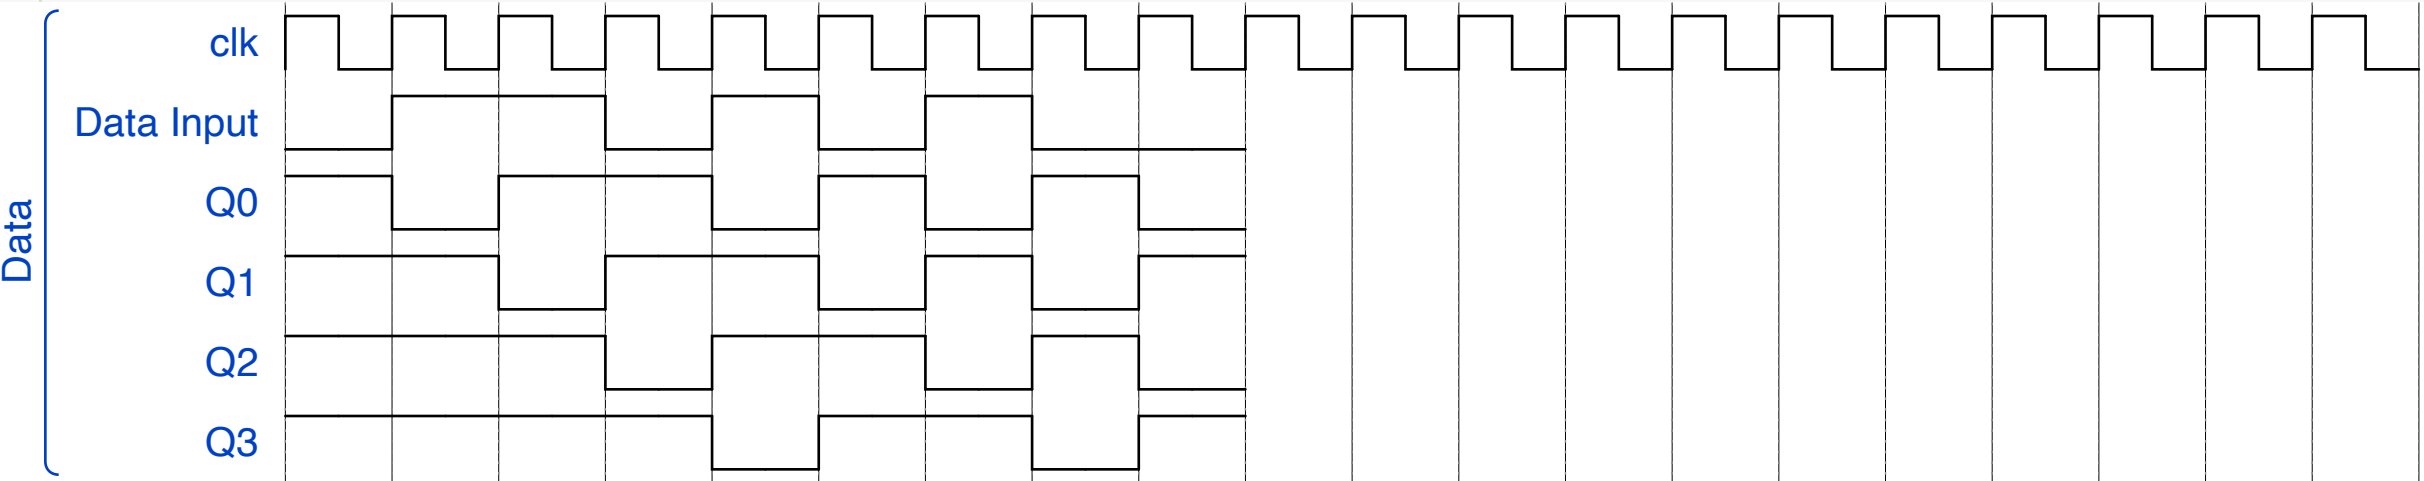 Data
clk
Data Input
Q0
Q1
Q2
Q3